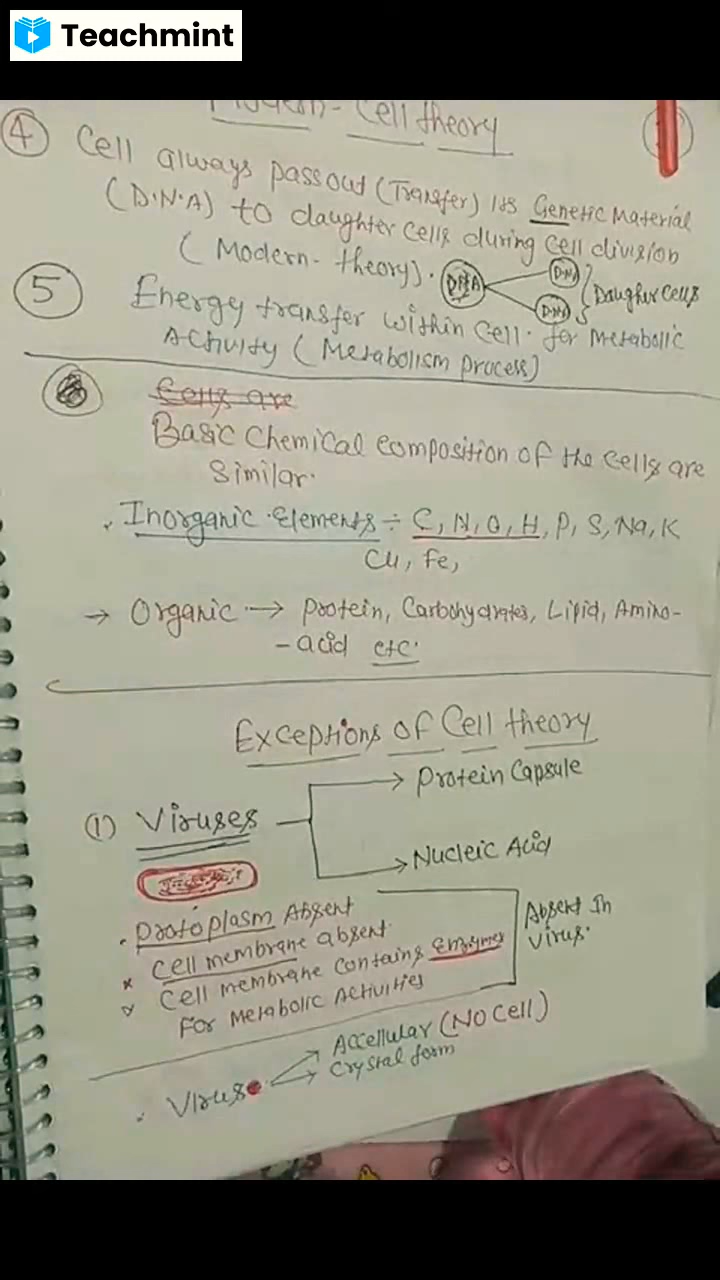 Teachmint
Modern- Cell theory
4 Cell always passout (Transfer) its Genetic Material
(D.N.A) to daughter cells during cell division
(Modern- theory). DNA DNA DNA Daugher Cells
5 Energy transfer within cell. for Metabolic
Activity (Metabolism process)
6 Cells are
Basic Chemical composition of the Cells are
Similar.
Inorganic Elements ÷ C, N, O, H, P, S, Na, K
Cu, Fe,
→ Organic → Protein, Carbohydrates, Lipid, Amino-
- acid etc.
Exceptions of Cell theory
(1) Viruses → Protein Capsule
→ Nucleic Acid
Protoplasm Absent
Cell membrane absent
Cell membrane Contains Enzymes
For Metabolic Activities
Absent In
Virus.
Virus → Accellular (No Cell)
→ Crystal form